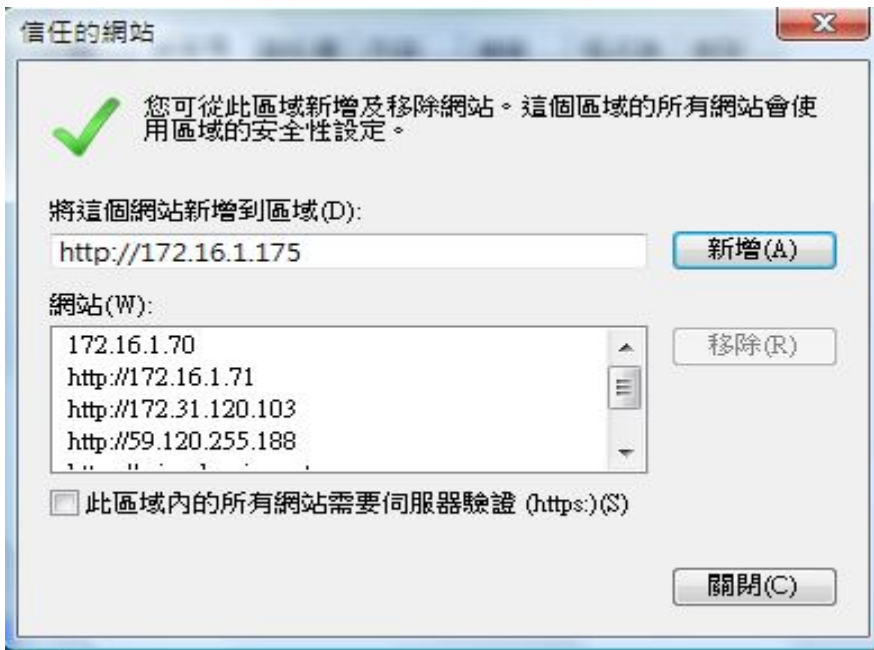 信任的網站
您可從此區域新增及移除網站。這個區域的所有網站會使
用區域的安全性設定。
將這個網站新增到區域(D):
http://172.16.1.175
新增(A)
網站(W):
172.16.1.70
http://172.16.1.71
http://172.31.120.103
http://59.120.255.188
移除(R)
此區域內的所有網站需要伺服器驗證 (https:)(S)
關閉(C)